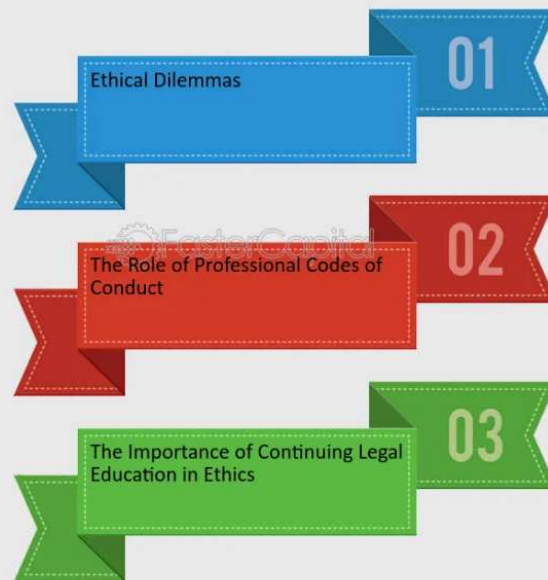 01
Ethical Dilemmas
FasterCapital
02
The Role of Professional Codes of
Conduct
03
The Importance of Continuing Legal
Education in Ethics